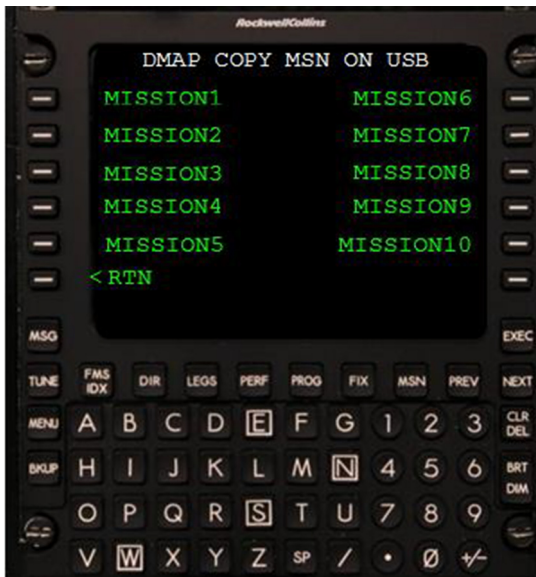 RockwellCollins
DMAP COPY MSN ON USB
MISSION1 MISSION6
MISSION2 MISSION7
MISSION3 MISSION8
MISSION4 MISSION9
MISSION5 MISSION10
<RTN
MSG EXEC
TUNE FMS IDX DIR LEGS PERF PROG FIX MSN PREV NEXT
MENU A B C D E F G 1 2 3 CLR DEL
BKUP H I J K L M N 4 5 6 BRT DIM
O P Q R S T U 7 8 9
V W X Y Z SP / • Ø +/-